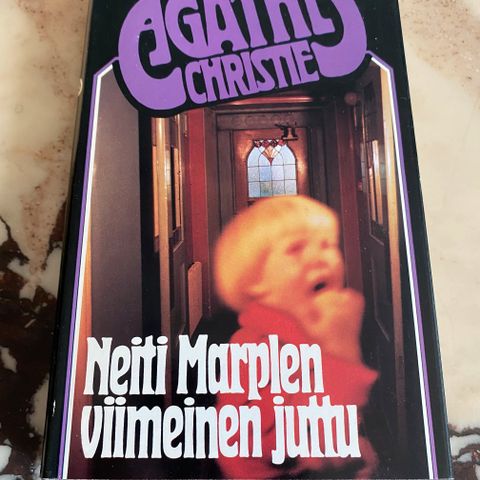 AGATHA
CHRISTIE
Neiti Marplen
viimeinen juttu